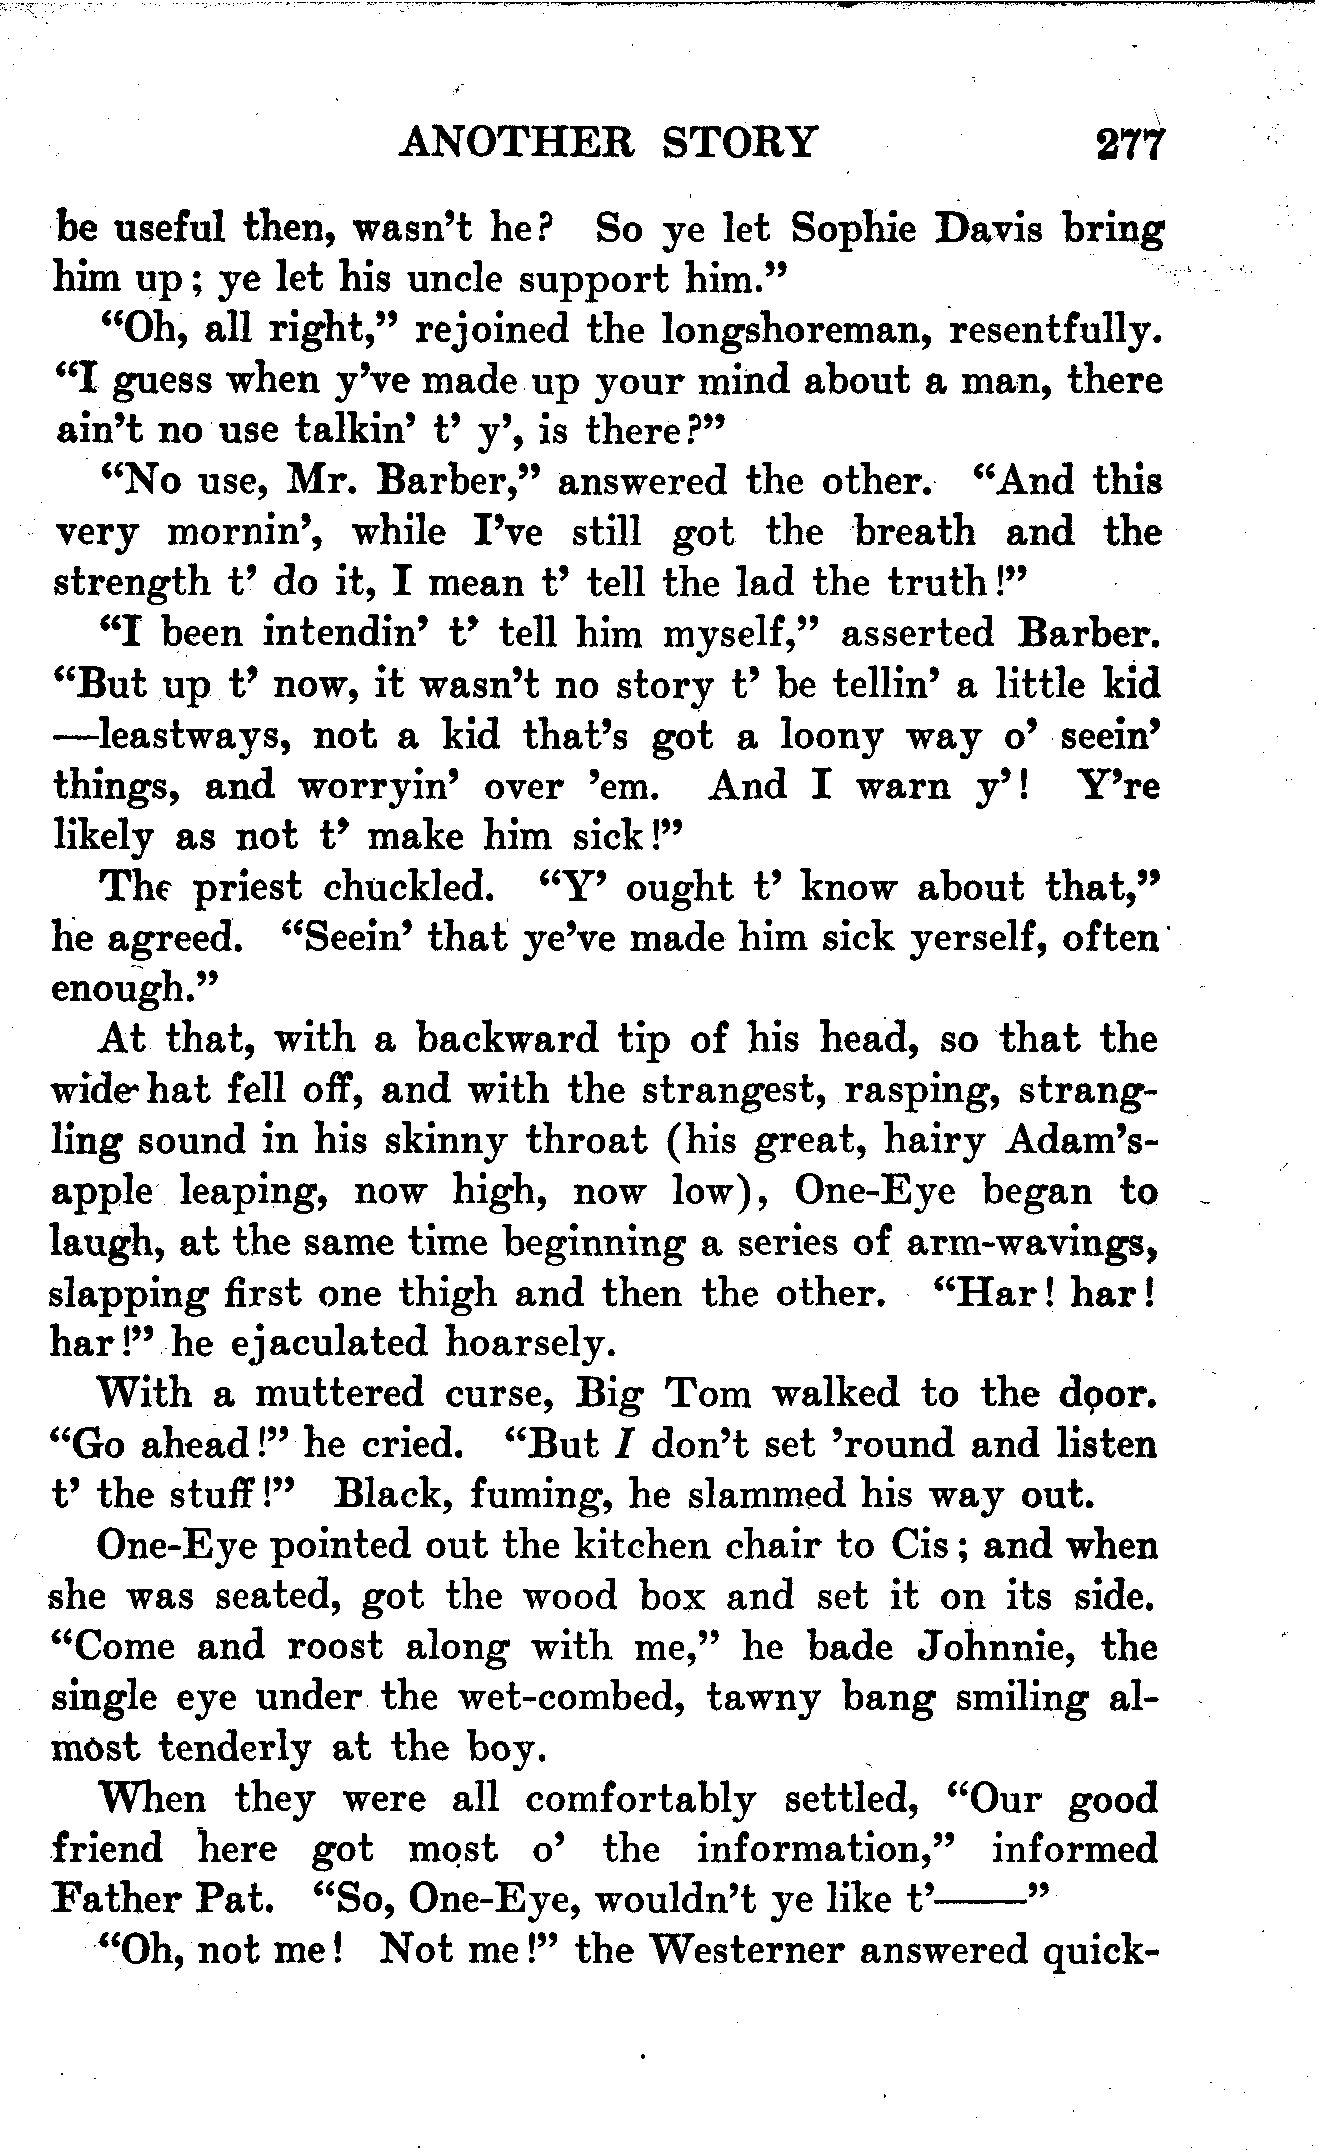 ANOTHER STORY 277
be useful then, wasn't he? So ye let Sophie Davis bring
him up; ye let his uncle support him."
"Oh, all right," rejoined the longshoreman, resentfully.
"I guess when y've made up your mind about a man, there
ain't no use talkin' t' y', is there?"
"No use, Mr. Barber," answered the other. "And this
very mornin', while I've still got the breath and the
strength t' do it, I mean t' tell the lad the truth!"
"I been intendin' t' tell him myself," asserted Barber.
"But up t' now, it wasn't no story t' be tellin' a little kid
—leastways, not a kid that's got a loony way o' seein'
things, and worryin' over 'em. And I warn y'! Y're
likely as not t' make him sick!"
The priest chuckled. "Y' ought t' know about that,"
he agreed. "Seein' that ye've made him sick yerself, often
enough."
At that, with a backward tip of his head, so that the
wide hat fell off, and with the strangest, rasping, strang-
ling sound in his skinny throat (his great, hairy Adam's-
apple leaping, now high, now low), One-Eye began to
laugh, at the same time beginning a series of arm-wavings,
slapping first one thigh and then the other. "Har! har!
har!" he ejaculated hoarsely.
With a muttered curse, Big Tom walked to the door.
"Go ahead!" he cried. "But I don't set 'round and listen
t' the stuff!" Black, fuming, he slammed his way out.
One-Eye pointed out the kitchen chair to Cis; and when
she was seated, got the wood box and set it on its side.
"Come and roost along with me," he bade Johnnie, the
single eye under the wet-combed, tawny bang smiling al-
most tenderly at the boy.
When they were all comfortably settled, "Our good
friend here got most o' the information," informed
Father Pat. "So, One-Eye, wouldn't ye like t'——"
"Oh, not me! Not me!" the Westerner answered quick-